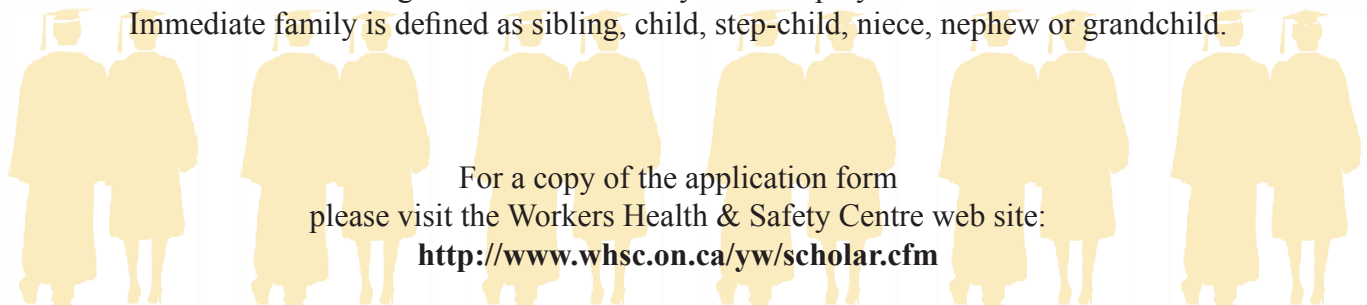 Immediate family is defined as sibling, child, step-child, niece, nephew or grandchild.
For a copy of the application form
please visit the Workers Health & Safety Centre web site:
http://www.whsc.on.ca/yw/scholar.cfm